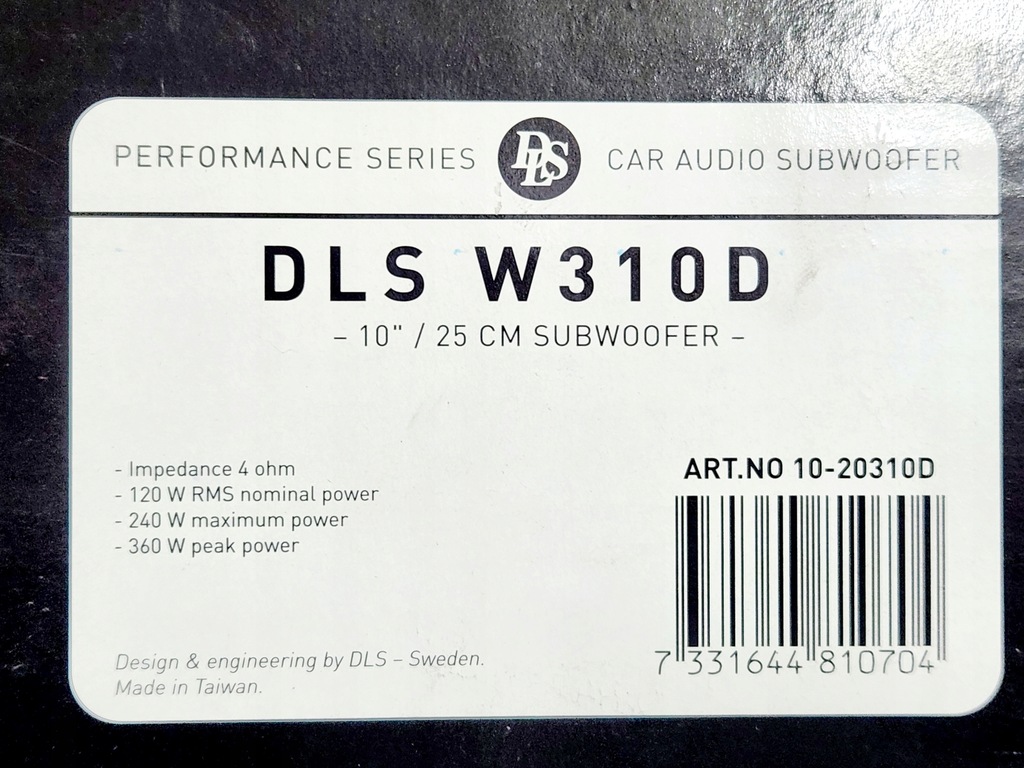 PERFORMANCE SERIES DLS CAR AUDIO SUBWOOFER
DLS W310D
– 10" / 25 CM SUBWOOFER –
- Impedance 4 ohm
- 120 W RMS nominal power
- 240 W maximum power
- 360 W peak power
ART.NO 10-20310D
7 331644 810704
Design & engineering by DLS – Sweden.
Made in Taiwan.